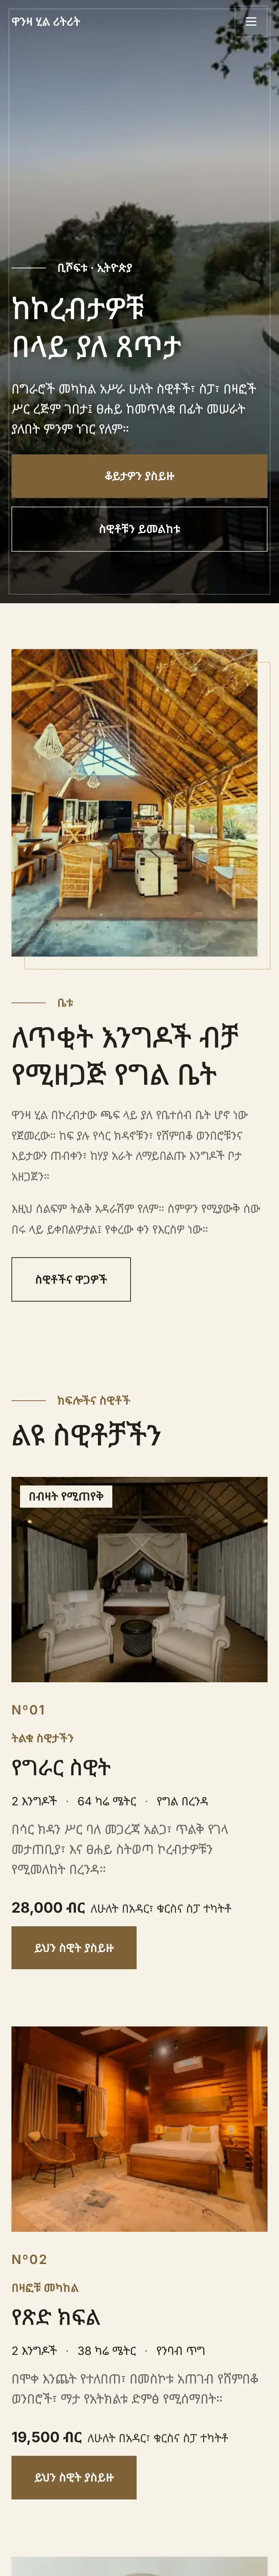 ዋንዛ ሂል ሪትሪት
ቢሾፍቱ · ኢትዮጵያ
ከኮረብታዎቹ
በላይ ያለ ጸጥታ
በግራሮች መካከል አሥራ ሁለት ስዊቶች፣ ስፓ፣ በዛፎች
ሥር ረጅም ገበታ፤ ፀሐይ ከመጥለቋ በፊት መሠራት
ያለበት ምንም ነገር የለም።
ቆይታዎን ያስይዙ
ስዊቶቹን ይመልከቱ
ቤቱ
ለጥቂት እንግዶች ብቻ
የሚዘጋጅ የግል ቤት
ዋንዛ ሂል በኮረብታው ጫፍ ላይ ያለ የቤተሰብ ቤት ሆኖ ነው
የጀመረው። ከፍ ያሉ የሳር ክዳኖቹን፣ የሸምበቆ ወንበሮቹንና
እይታውን ጠብቀን፣ ከሃያ አራት ለማይበልጡ እንግዶች ቦታ
አዘጋጀን።
እዚህ ሰልፍም ትልቅ አዳራሽም የለም። ስምዎን የሚያውቅ ሰው
በሩ ላይ ይቀበልዎታል፤ የቀረው ቀን የእርስዎ ነው።
ስዊቶችና ዋጋዎች
ክፍሎችና ስዊቶች
ልዩ ስዊቶቻችን
በብዛት የሚጠየቅ
Nº01
ትልቁ ስዊታችን
የግራር ስዊት
2 እንግዶች · 64 ካሬ ሜትር · የግል በረንዳ
በሳር ክዳን ሥር ባለ መጋረጃ አልጋ፣ ጥልቅ የገላ
መታጠቢያ፣ እና ፀሐይ ስትወጣ ኮረብታዎቹን
የሚመለከት በረንዳ።
28,000 ብር ለሁለት በአዳር፣ ቁርስና ስፓ ተካትቶ
ይህን ስዊት ያስይዙ
Nº02
በዛፎቹ መካከል
የጽድ ክፍል
2 እንግዶች · 38 ካሬ ሜትር · የንባብ ጥግ
በሞቀ እንጨት የተለበጠ፣ በመስኮቱ አጠገብ የሸምበቆ
ወንበሮች፣ ማታ የአትክልቱ ድምፅ የሚሰማበት።
19,500 ብር ለሁለት በአዳር፣ ቁርስና ስፓ ተካትቶ
ይህን ስዊት ያስይዙ